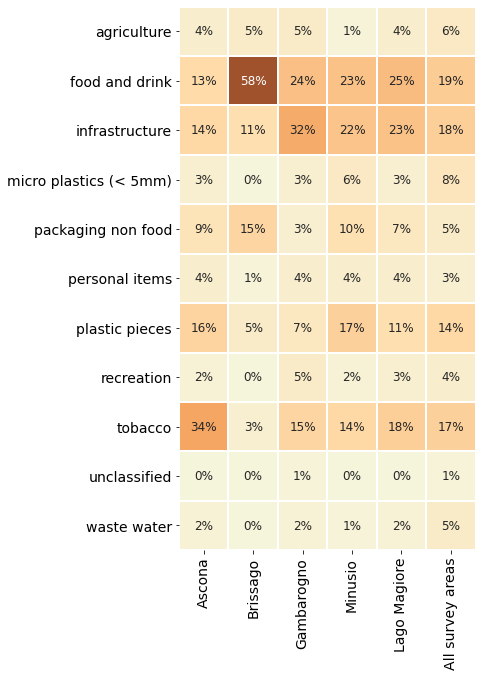 agriculture 4% 5% 5% 1% 4% 6%
food and drink 13% 58% 24% 23% 25% 19%
infrastructure 14% 11% 32% 22% 23% 18%
micro plastics (< 5mm) 3% 0% 3% 6% 3% 8%
packaging non food 9% 15% 3% 10% 7% 5%
personal items 4% 1% 4% 4% 4% 3%
plastic pieces 16% 5% 7% 17% 11% 14%
recreation 2% 0% 5% 2% 3% 4%
tobacco 34% 3% 15% 14% 18% 17%
unclassified 0% 0% 1% 0% 0% 1%
waste water 2% 0% 2% 1% 2% 5%
Ascona
Brissago
Gambarogno
Minusio
Lago Magiore
All survey areas